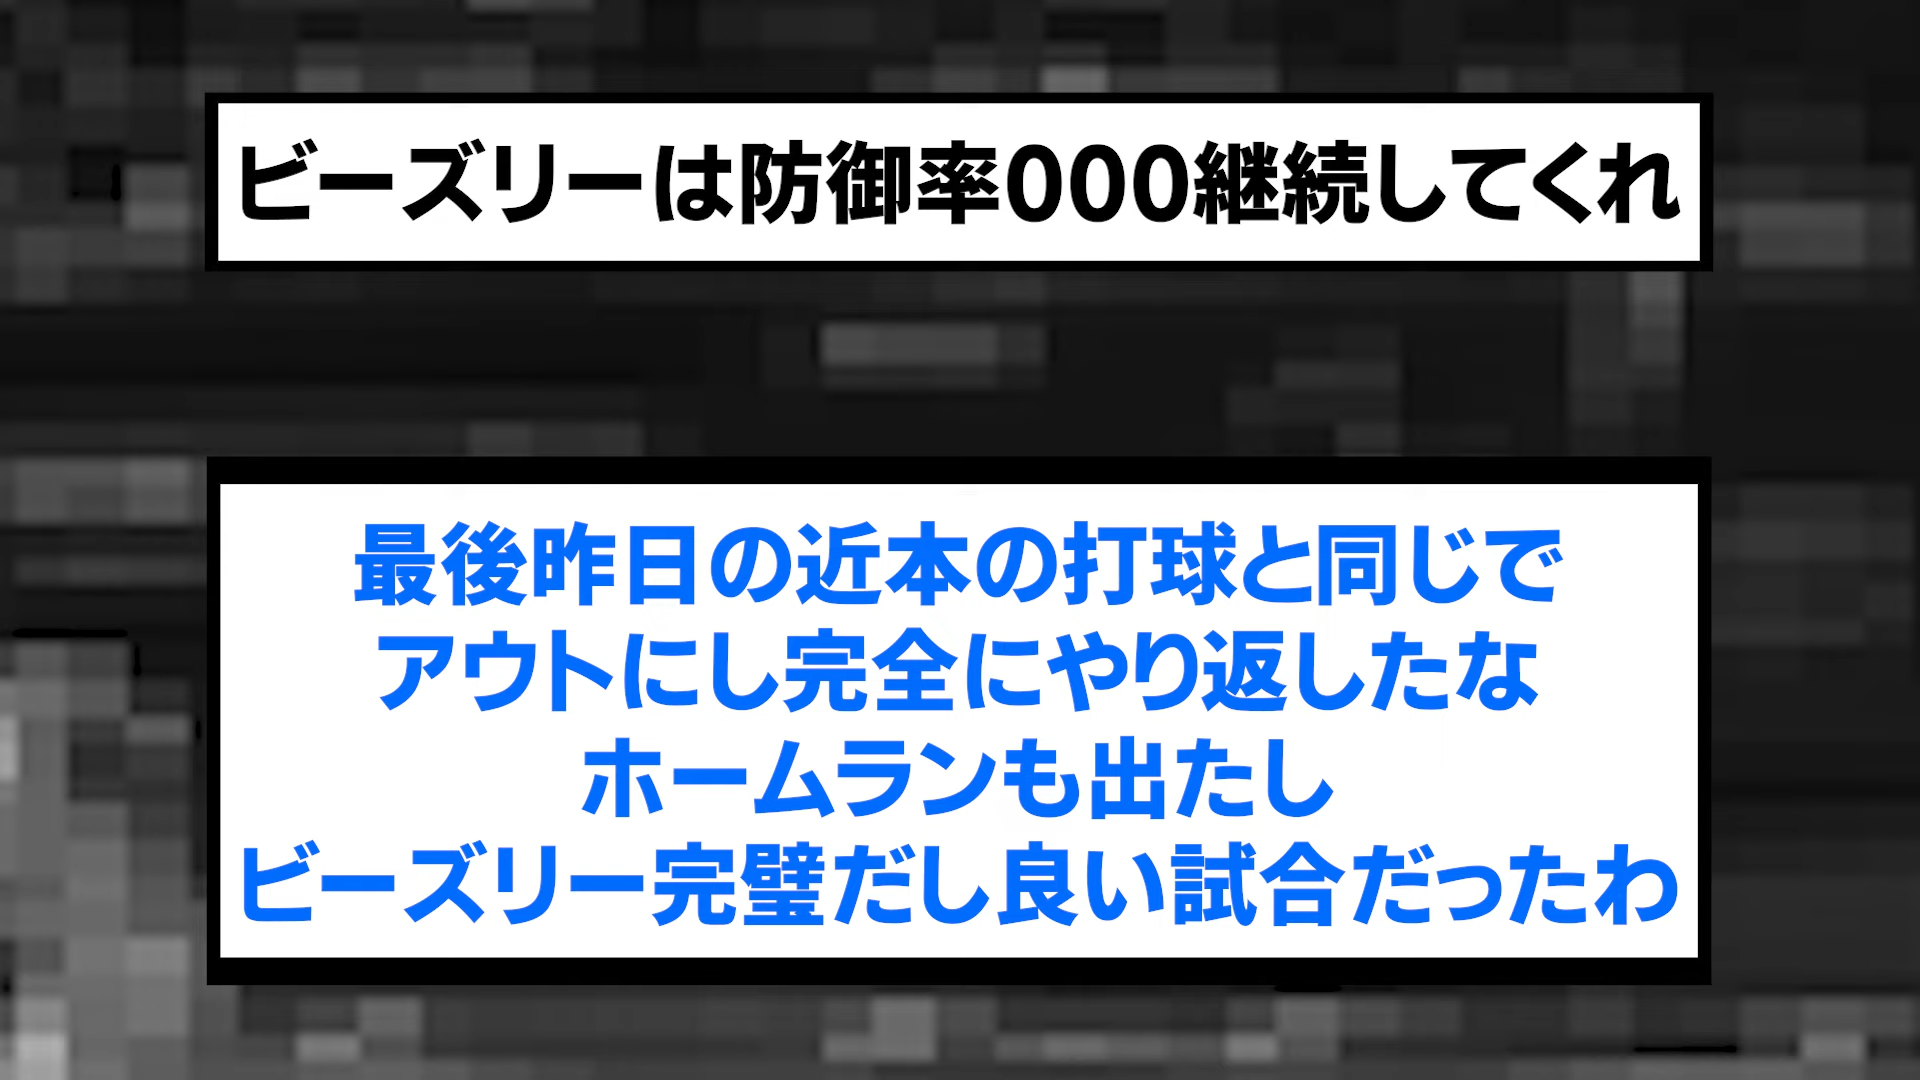 ビーズリーは防御率000継続してくれ
最後昨日の近本の打球と同じで
アウトにし完全にやり返したな
ホームランも出たし
ビーズリー完璧だし良い試合だったわ